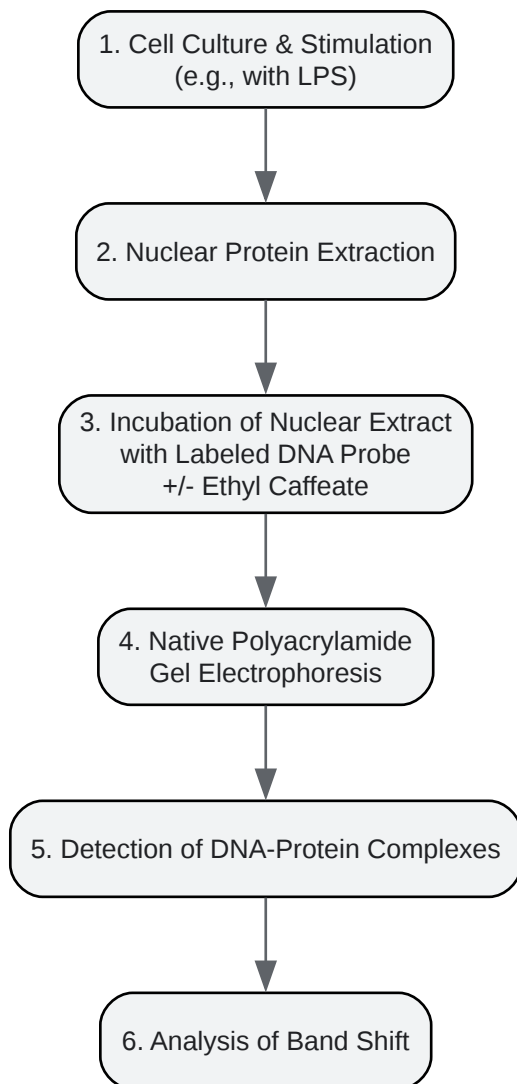 1. Cell Culture & Stimulation
(e.g., with LPS)
2. Nuclear Protein Extraction
3. Incubation of Nuclear Extract
with Labeled DNA Probe
+/- Ethyl Caffeate
4. Native Polyacrylamide
Gel Electrophoresis
5. Detection of DNA-Protein Complexes
6. Analysis of Band Shift